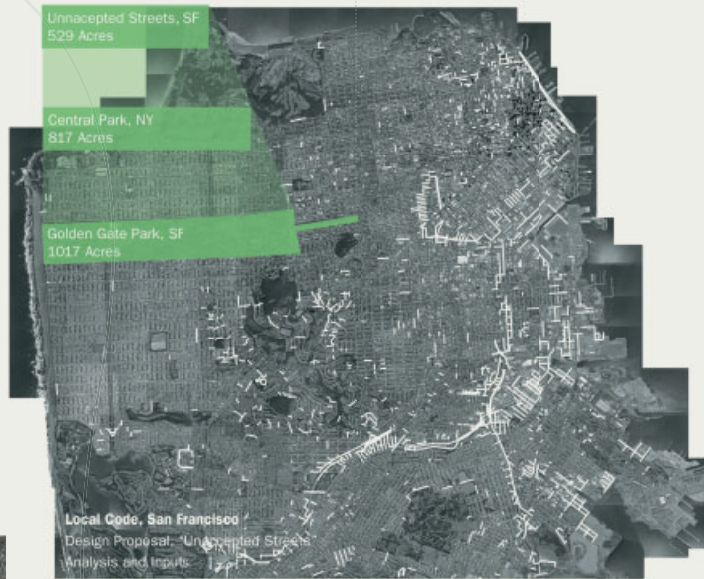 Unnacepted Streets, SF
529 Acres
Central Park, NY
817 Acres
Golden Gate Park, SF
1017 Acres
Local Code, San Francisco
Design Proposal, "Unaccepted Streets"
Analysis and Inputs